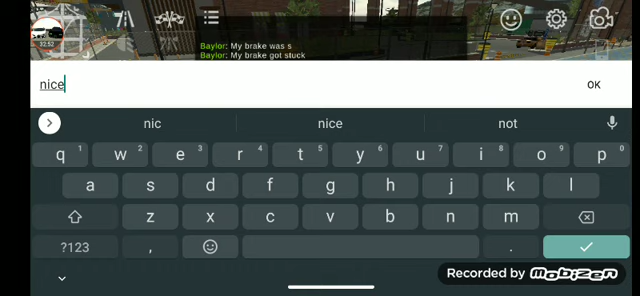 32:52
Baylor: My brake was s
Baylor: My brake got stuck
nice
OK
nic nice not
q 1 w 2 e 3 r 4 t 5 y 6 u 7 i 8 o 9 p 0
a s d f g h j k l
z x c v b n m
?123 , .
Recorded by MOBIZEN